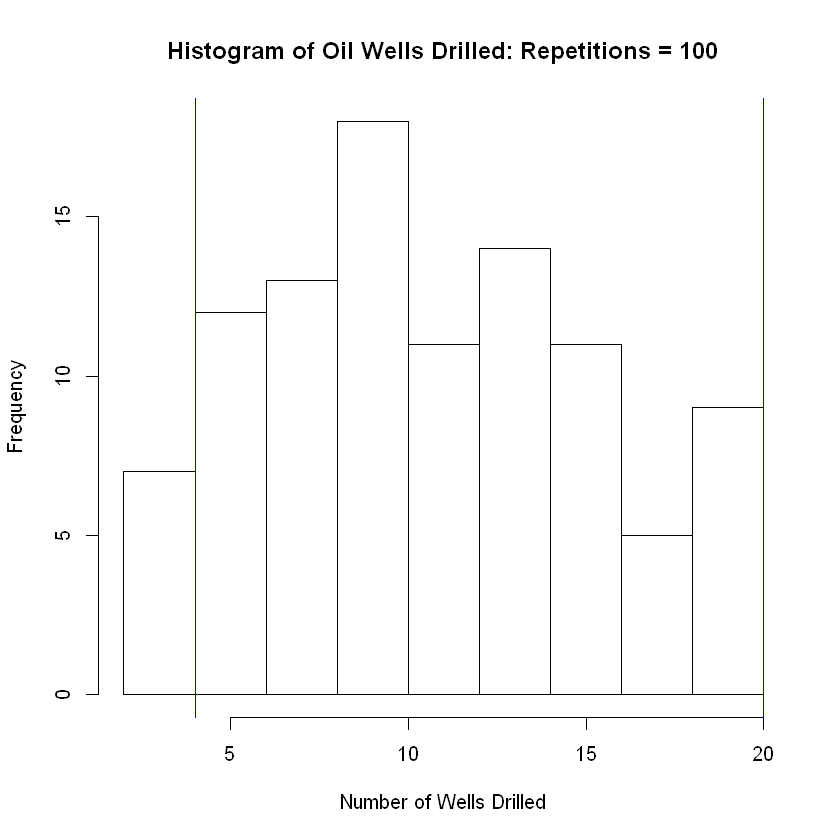 Histogram of Oil Wells Drilled: Repetitions = 100
15
10
5
0
Frequency
5 10 15 20
Number of Wells Drilled